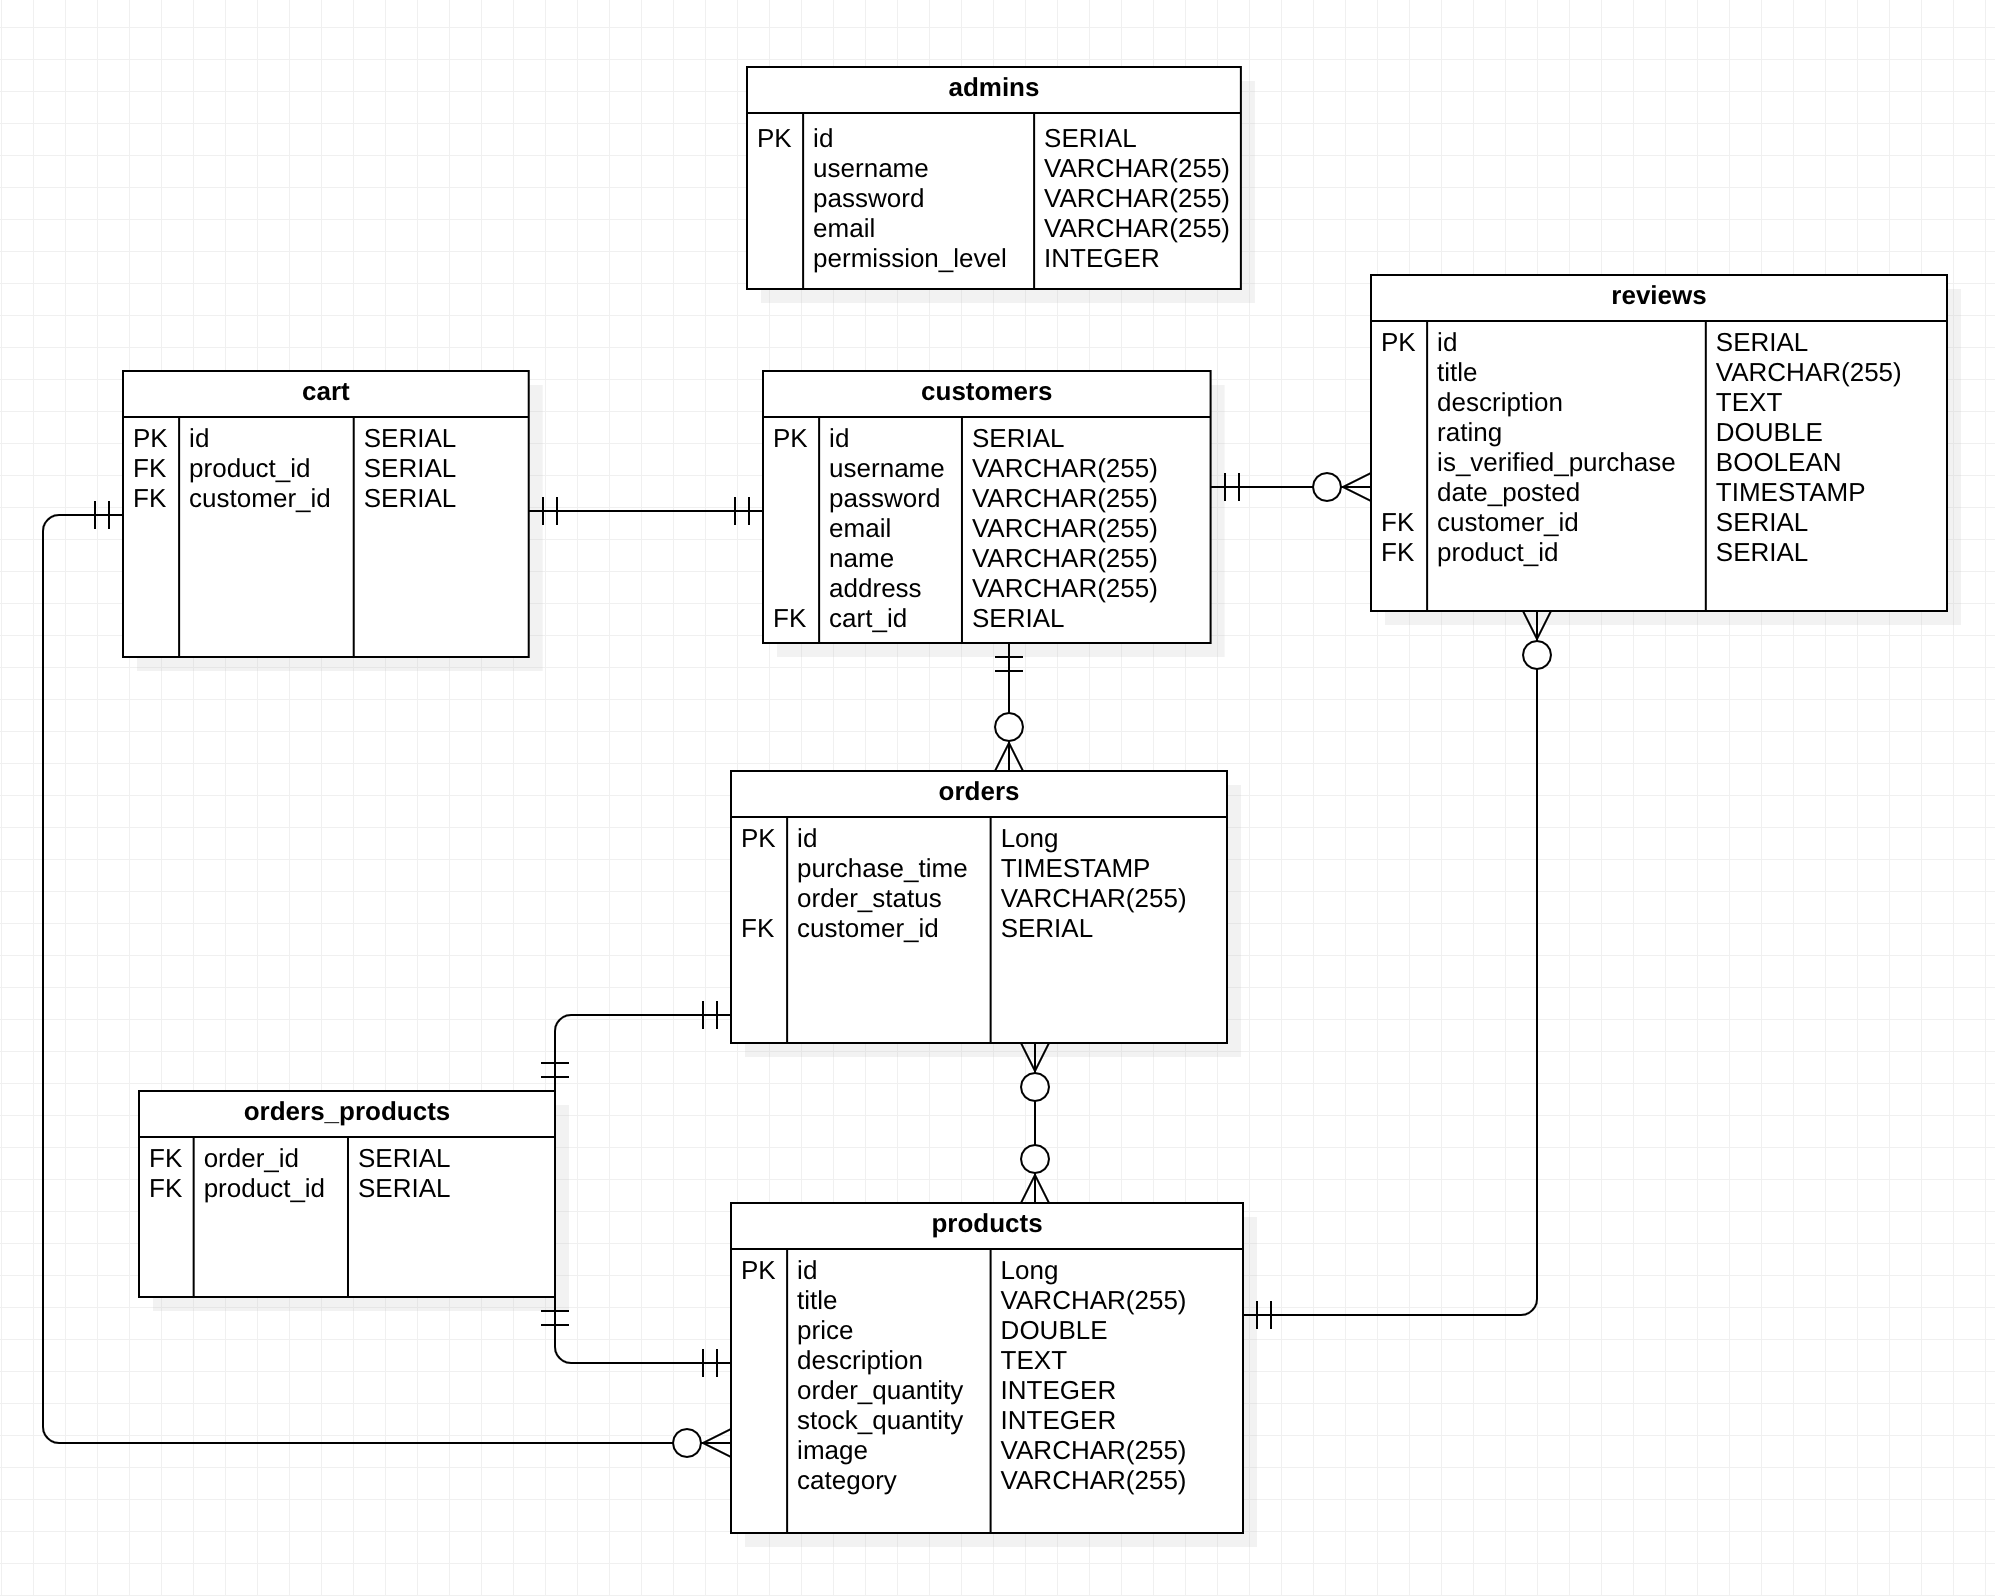 admins
PK id SERIAL
username VARCHAR(255)
password VARCHAR(255)
email VARCHAR(255)
permission_level INTEGER
reviews
PK id SERIAL
title VARCHAR(255)
description TEXT
rating DOUBLE
is_verified_purchase BOOLEAN
date_posted TIMESTAMP
FK customer_id SERIAL
FK product_id SERIAL
cart
PK id SERIAL
FK product_id SERIAL
FK customer_id SERIAL
customers
PK id SERIAL
username VARCHAR(255)
password VARCHAR(255)
email VARCHAR(255)
name VARCHAR(255)
address VARCHAR(255)
FK cart_id SERIAL
orders
PK id Long
purchase_time TIMESTAMP
order_status VARCHAR(255)
FK customer_id SERIAL
orders_products
FK order_id SERIAL
FK product_id SERIAL
products
PK id Long
title VARCHAR(255)
price DOUBLE
description TEXT
order_quantity INTEGER
stock_quantity INTEGER
image VARCHAR(255)
category VARCHAR(255)